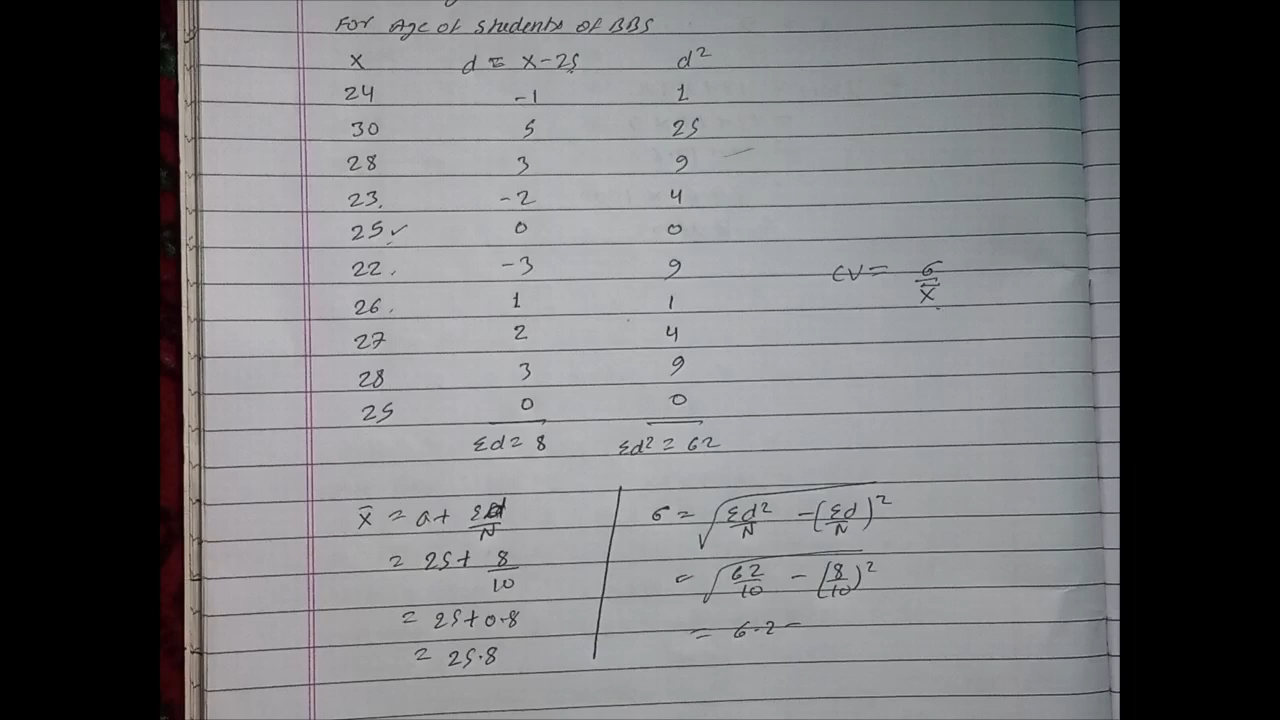 For Age of students of BBS
x d = x-25 d²
24 -1 1
30 5 25
28 3 9
23. -2 4
25✓ 0 0
22. -3 9
26. 1 1
27 2 4
28 3 9
25 0 0
Σd = 8 Σd² = 62
CV = σ/x̄
x̄ = a + Σd/N
= 25 + 8/10
= 25 + 0.8
= 25.8
σ = √(Σd²/N - (Σd/N)²)
= √(62/10 - (8/10)²)
= 6.2 -